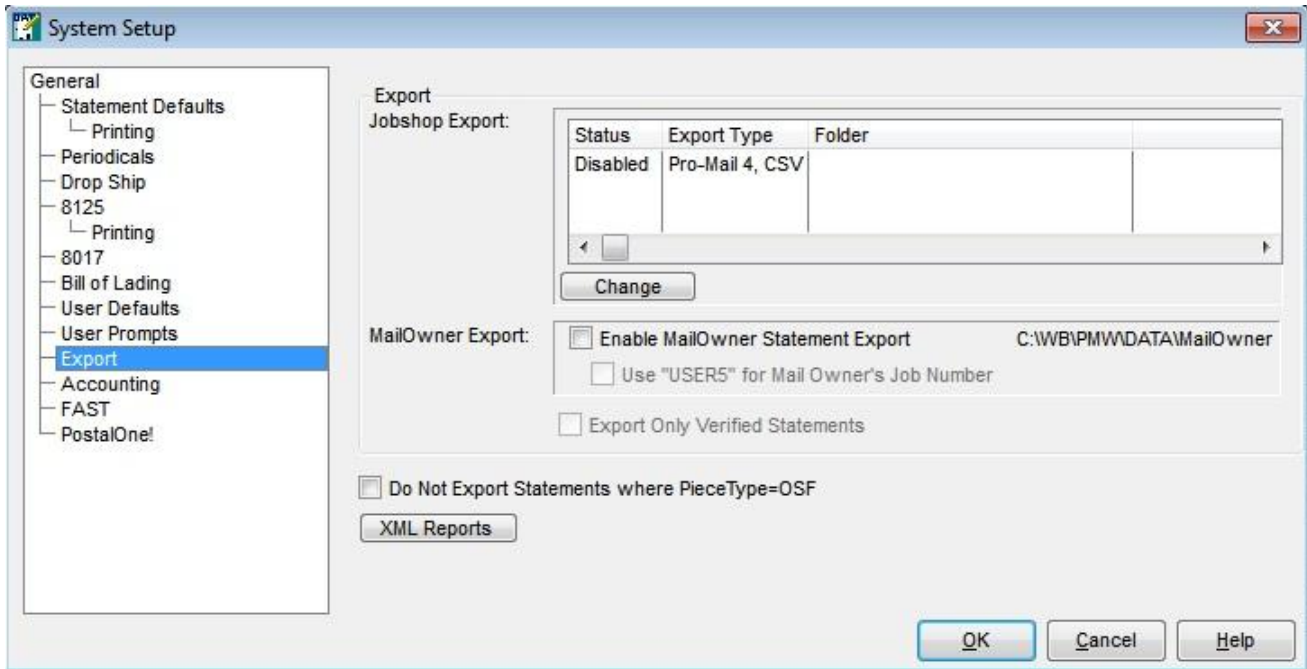 System Setup
General
Statement Defaults
Printing
Periodicals
Drop Ship
8125
Printing
8017
Bill of Lading
User Defaults
User Prompts
Export
Accounting
FAST
PostalOne!
Export
Jobshop Export:
Status Export Type Folder
Disabled Pro-Mail 4, CSV
Change
MailOwner Export:
Enable MailOwner Statement Export C:\WB\PMW\DATA\MailOwner
Use "USER5" for Mail Owner's Job Number
Export Only Verified Statements
Do Not Export Statements where PieceType=OSF
XML Reports
OK Cancel Help